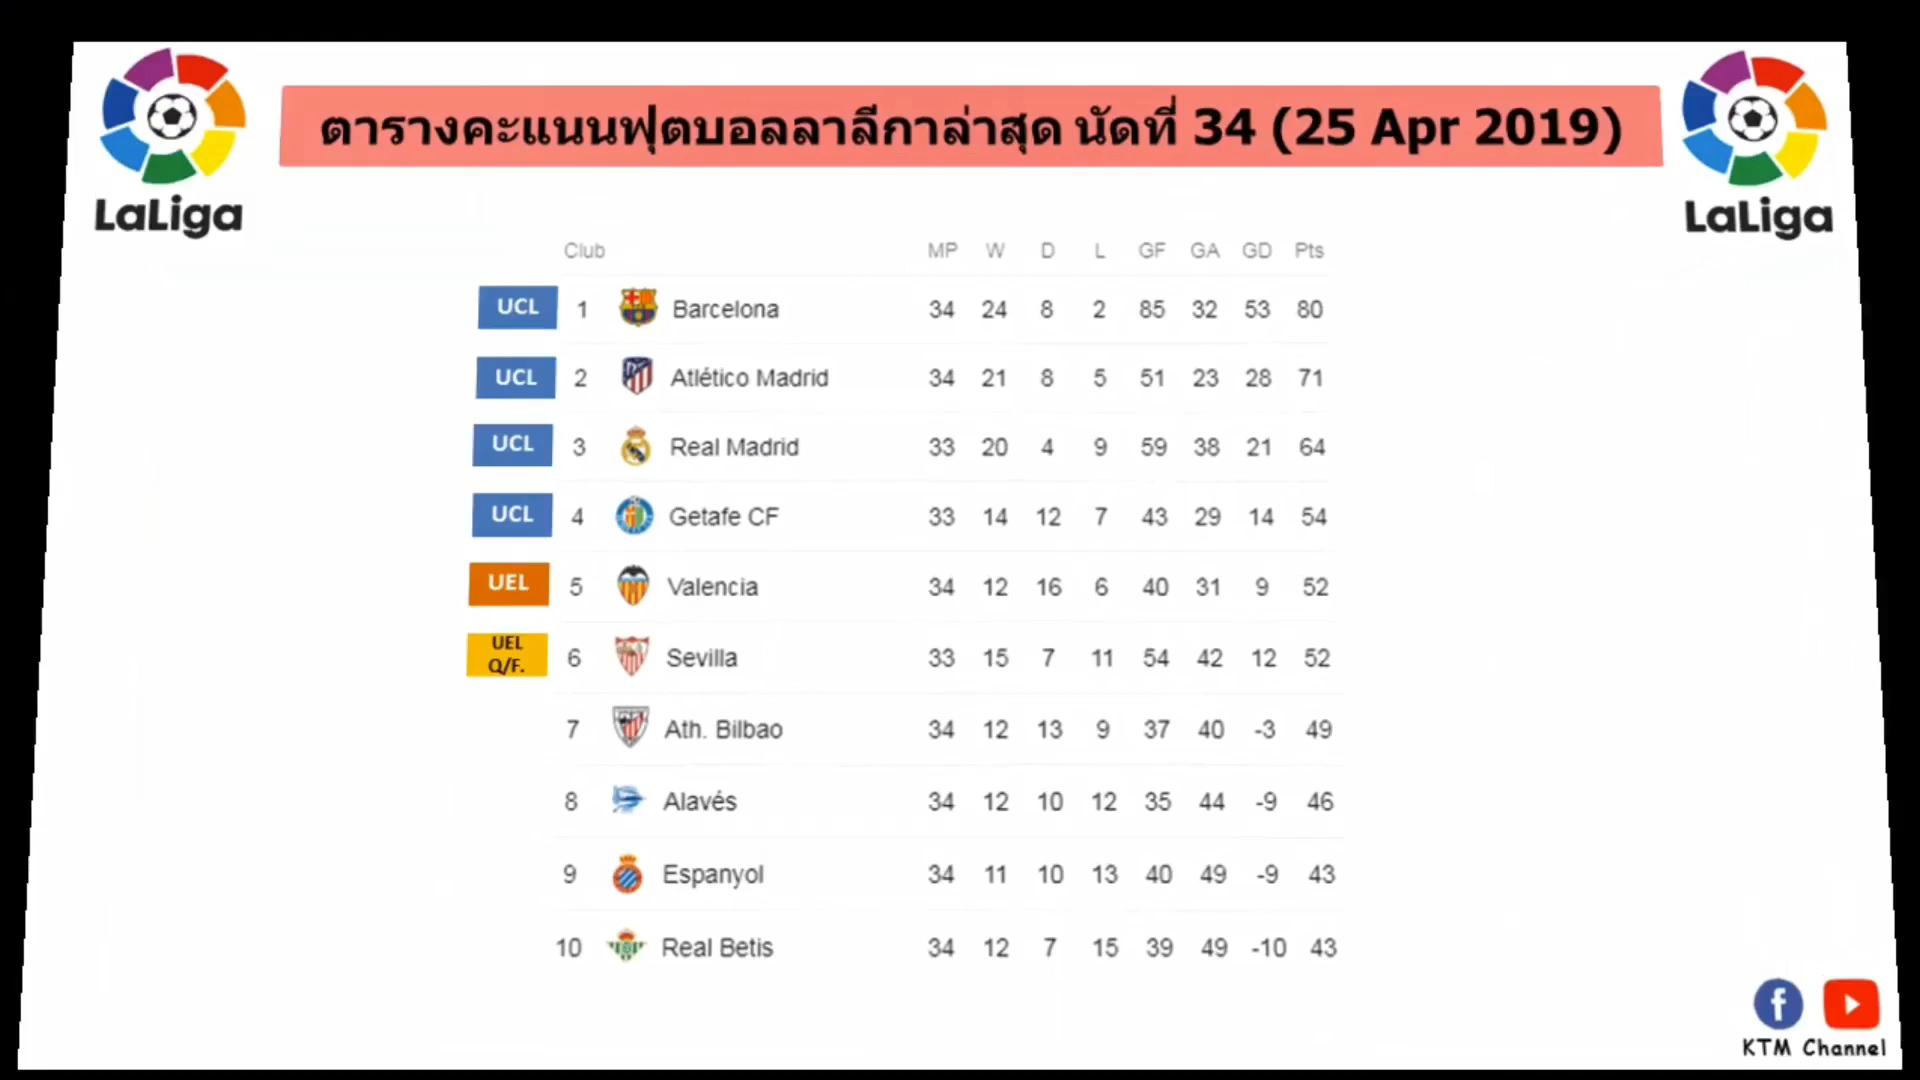 ตารางคะแนนฟุตบอลลาลีกาล่าสุด นัดที่ 34 (25 Apr 2019)
LaLiga
LaLiga
Club MP W D L GF GA GD Pts
UCL 1 Barcelona 34 24 8 2 85 32 53 80
UCL 2 Atlético Madrid 34 21 8 5 51 23 28 71
UCL 3 Real Madrid 33 20 4 9 59 38 21 64
UCL 4 Getafe CF 33 14 12 7 43 29 14 54
UEL 5 Valencia 34 12 16 6 40 31 9 52
UEL
Q/F. 6 Sevilla 33 15 7 11 54 42 12 52
7 Ath. Bilbao 34 12 13 9 37 40 -3 49
8 Alavés 34 12 10 12 35 44 -9 46
9 Espanyol 34 11 10 13 40 49 -9 43
10 Real Betis 34 12 7 15 39 49 -10 43
KTM Channel